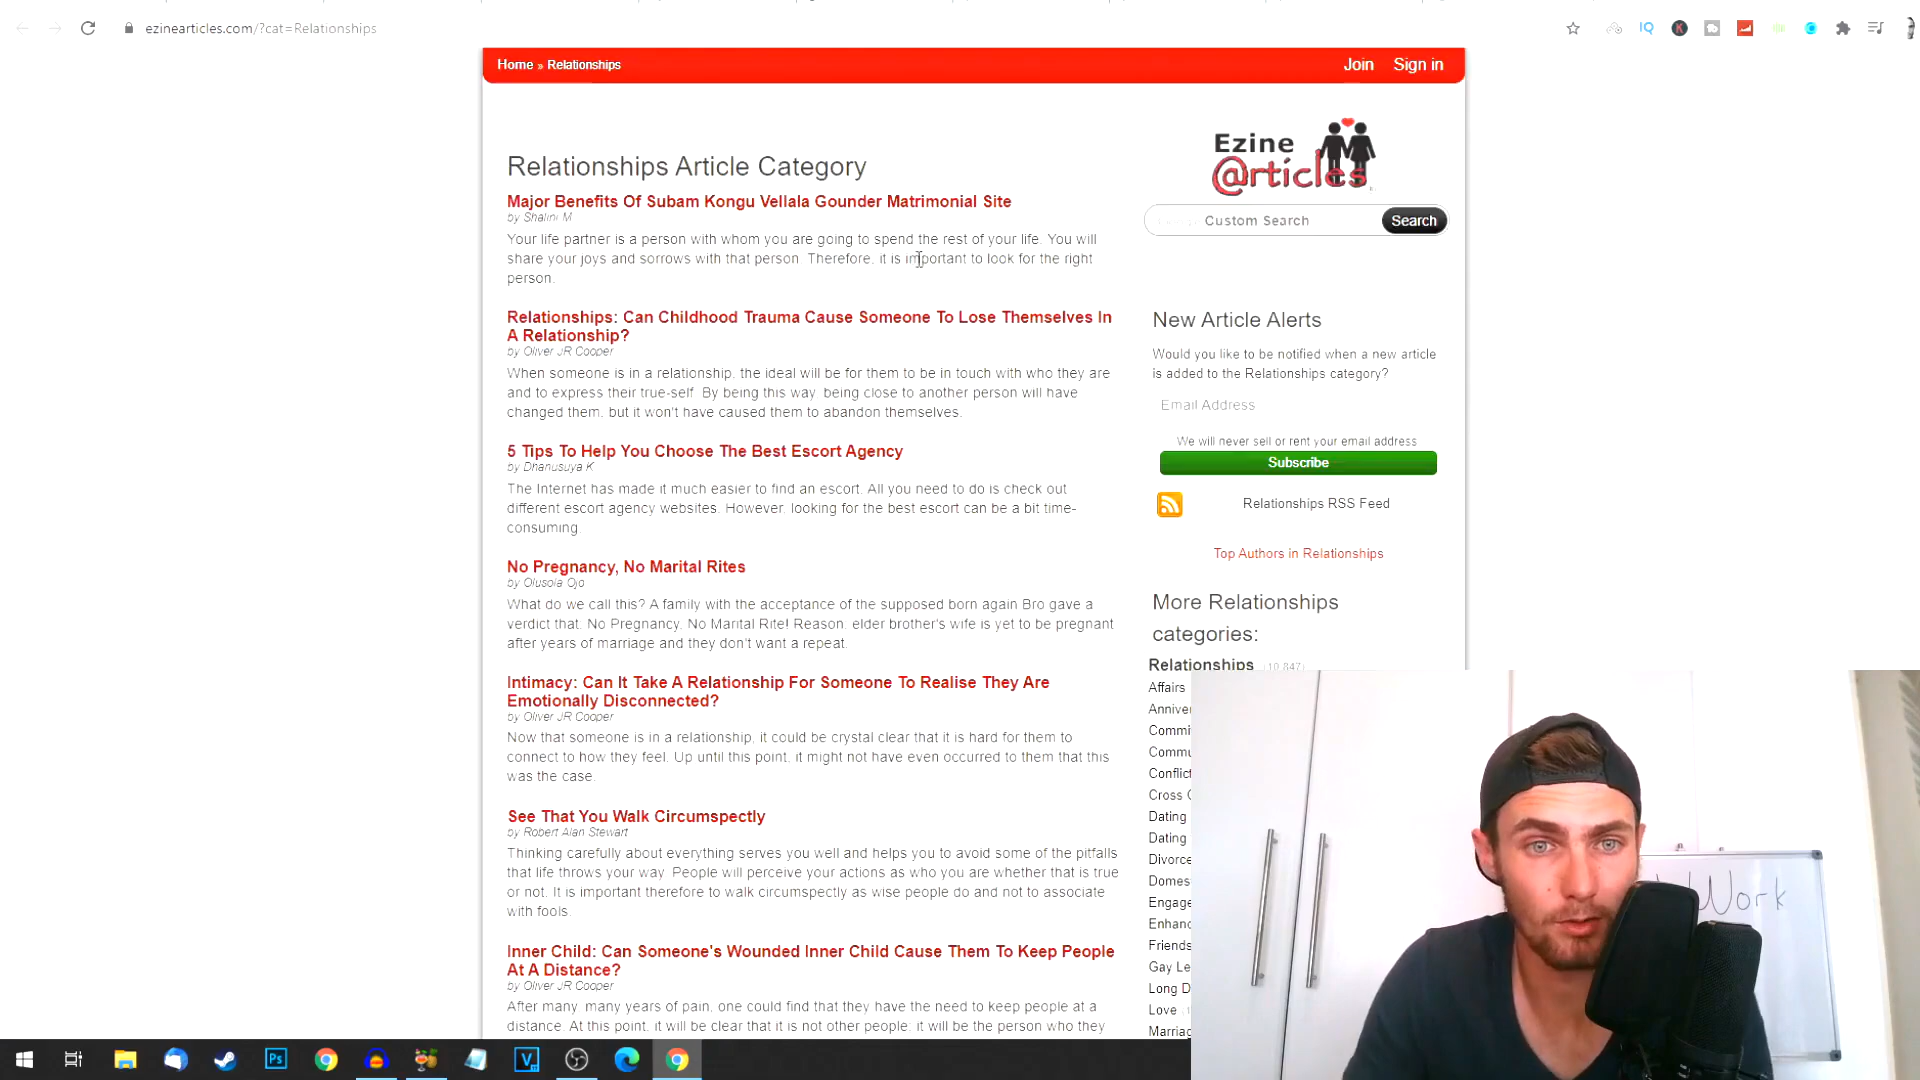 ezinearticles.com/?cat=Relationships
IQ
K
Home » Relationships
Join Sign in
Ezine
@rticles
Custom Search
Search
Relationships Article Category
Major Benefits Of Subam Kongu Vellala Gounder Matrimonial Site
by Shalini M
Your life partner is a person with whom you are going to spend the rest of your life. You will
share your joys and sorrows with that person. Therefore, it is important to look for the right
person.
Relationships: Can Childhood Trauma Cause Someone To Lose Themselves In
A Relationship?
by Oliver JR Cooper
When someone is in a relationship, the ideal will be for them to be in touch with who they are
and to express their true-self. By being this way, being close to another person will have
changed them, but it won't have caused them to abandon themselves.
5 Tips To Help You Choose The Best Escort Agency
by Dhanusuya K
The Internet has made it much easier to find an escort. All you need to do is check out
different escort agency websites. However, looking for the best escort can be a bit time-
consuming.
No Pregnancy, No Marital Rites
by Olusola Ojo
What do we call this? A family with the acceptance of the supposed born again Bro gave a
verdict that, No Pregnancy, No Marital Rite! Reason, elder brother's wife is yet to be pregnant
after years of marriage and they don't want a repeat.
Intimacy: Can It Take A Relationship For Someone To Realise They Are
Emotionally Disconnected?
by Oliver JR Cooper
Now that someone is in a relationship, it could be crystal clear that it is hard for them to
connect to how they feel. Up until this point, it might not have even occurred to them that this
was the case.
See That You Walk Circumspectly
by Robert Alan Stewart
Thinking carefully about everything serves you well and helps you to avoid some of the pitfalls
that life throws your way. People will perceive your actions as who you are whether that is true
or not. It is important therefore to walk circumspectly as wise people do and not to associate
with fools.
Inner Child: Can Someone's Wounded Inner Child Cause Them To Keep People
At A Distance?
by Oliver JR Cooper
After many, many years of pain, one could find that they have the need to keep people at a
distance. At this point, it will be clear that it is not other people; it will be the person who they
New Article Alerts
Would you like to be notified when a new article
is added to the Relationships category?
Email Address
We will never sell or rent your email address
Subscribe
Relationships RSS Feed
Top Authors in Relationships
More Relationships
categories:
Relationships (10,847)
Affairs
Anniver
Commit
Commu
Conflict
Cross C
Dating
Dating
Divorce
Domes
Engage
Enhanc
Friends
Gay Le
Long D
Love
Marriag
Work
Ps
V